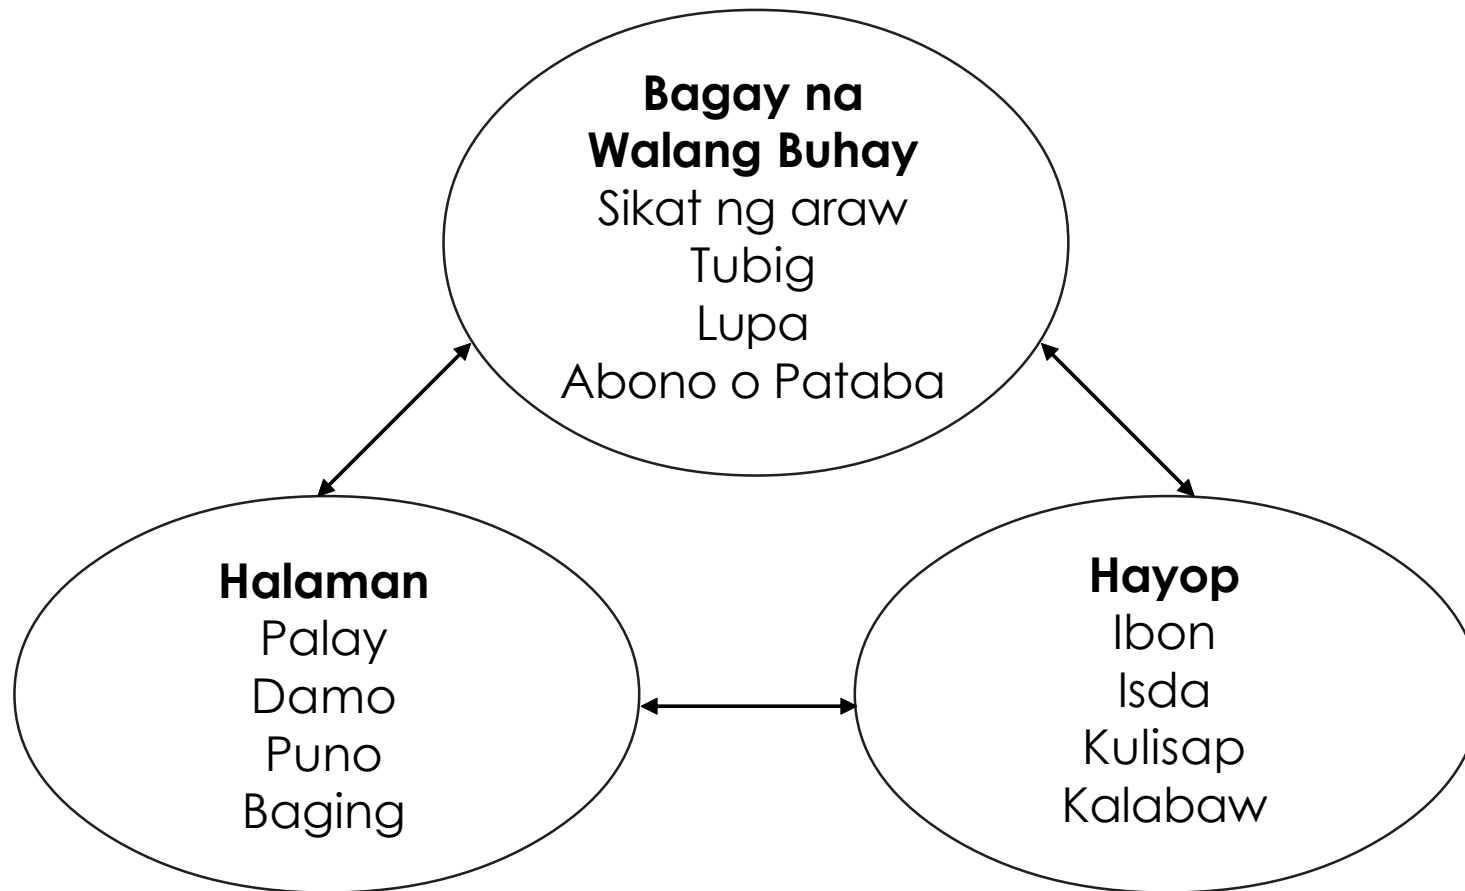 Bagay na
Walang Buhay
Sikat ng araw
Tubig
Lupa
Abono o Pataba
Halaman
Palay
Damo
Puno
Baging
Hayop
Ibon
Isda
Kulisap
Kalabaw